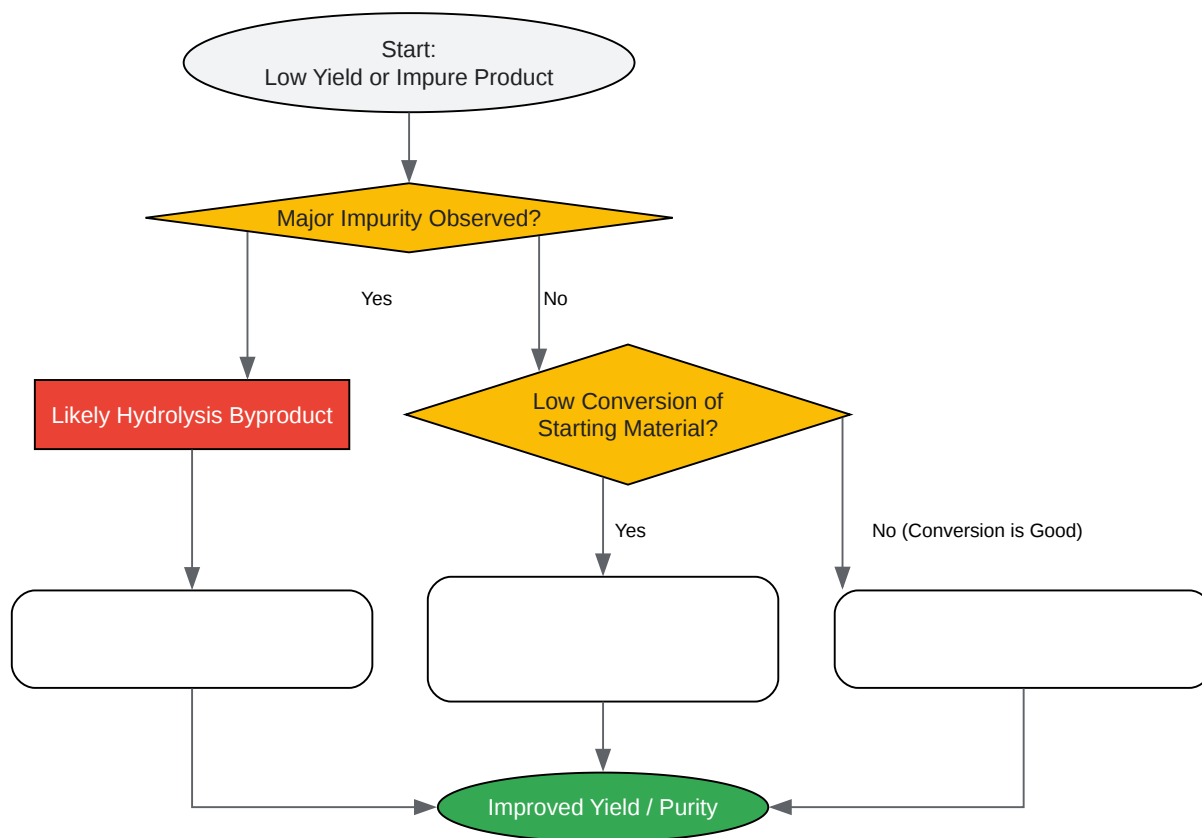 Start:
Low Yield or Impure Product
Major Impurity Observed?
Yes
No
Likely Hydrolysis Byproduct
Low Conversion of
Starting Material?
Yes
No (Conversion is Good)
Improved Yield / Purity